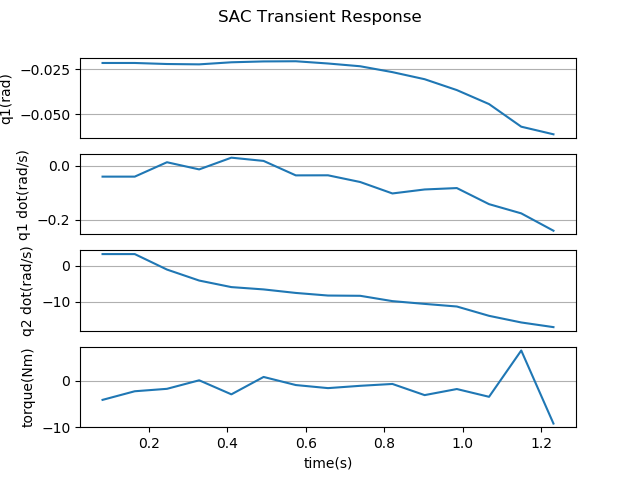 SAC Transient Response
q1(rad)
−0.025
−0.050
q1 dot(rad/s)
0.0
−0.2
q2 dot(rad/s)
0
−10
torque(Nm)
0
−10
0.2 0.4 0.6 0.8 1.0 1.2
time(s)